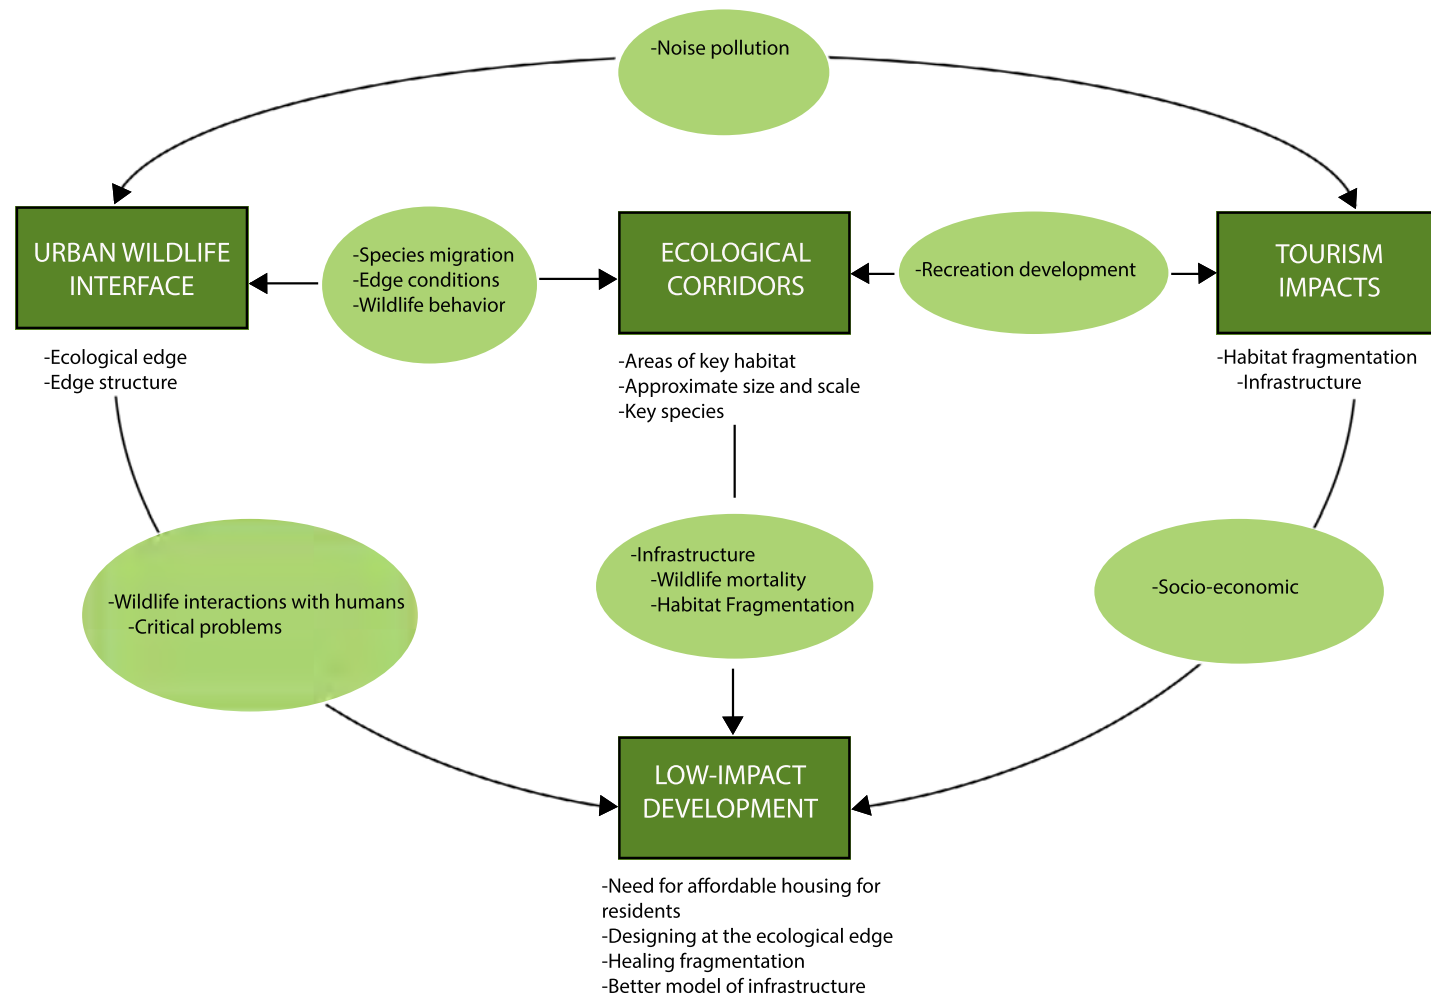 -Noise pollution
URBAN WILDLIFE
INTERFACE
-Ecological edge
-Edge structure
-Species migration
-Edge conditions
-Wildlife behavior
ECOLOGICAL
CORRIDORS
-Areas of key habitat
-Approximate size and scale
-Key species
-Recreation development
TOURISM
IMPACTS
-Habitat fragmentation
-Infrastructure
-Wildlife interactions with humans
-Critical problems
-Infrastructure
-Wildlife mortality
-Habitat Fragmentation
-Socio-economic
LOW-IMPACT
DEVELOPMENT
-Need for affordable housing for
residents
-Designing at the ecological edge
-Healing fragmentation
-Better model of infrastructure